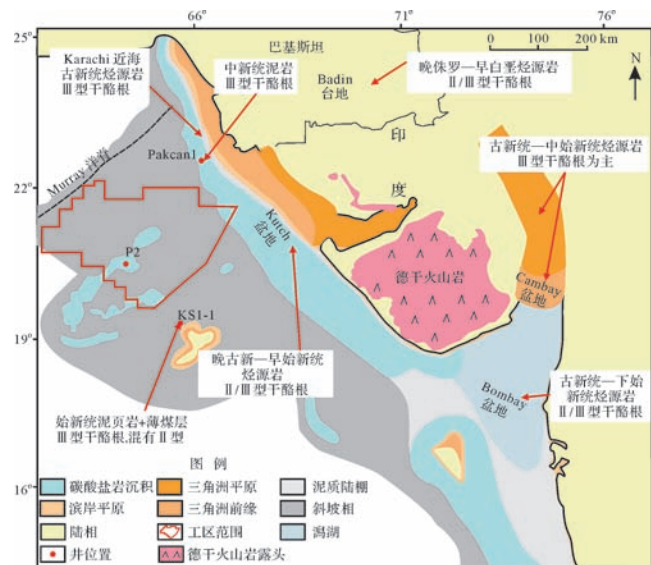 66°
71°
76°
巴基斯坦
0 100 200 km
25°
22°
19°
16°
N
Karachi 近海
古新统烃源岩
Ⅲ型干酪根
中新统泥岩
Ⅲ型干酪根
Badin
台地
晚侏罗—早白垩烃源岩
Ⅱ/Ⅲ型干酪根
印
度
古新统—中始新统烃源岩
Ⅲ型干酪根为主
Pakcan1
Murray 洋脊
Kutch
盆地
P2
德干火山岩
Cambay
盆地
KS1-1
晚古新—早始新统
烃源岩
Ⅱ/Ⅲ型干酪根
Bombay
盆地
古新统—下始
新统烃源岩
Ⅱ/Ⅲ型干酪根
始新统泥页岩+薄煤层
Ⅲ型干酪根,混有Ⅱ型
图 例
碳酸盐岩沉积
三角洲平原
泥质陆棚
滨岸平原
三角洲前缘
斜坡相
陆相
工区范围
潟湖
井位置
德干火山岩露头